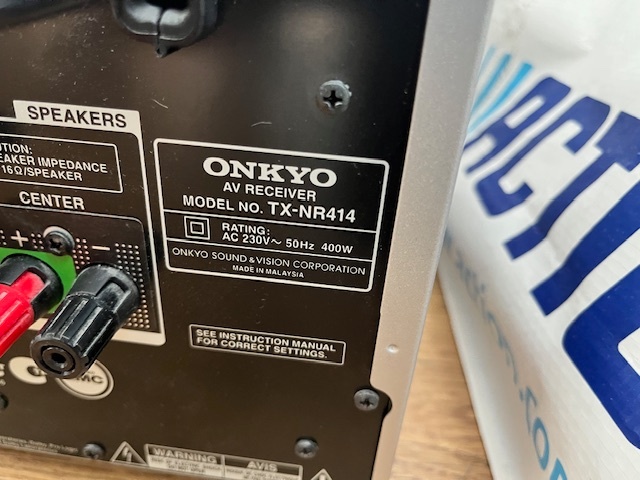 SPEAKERS
EAKER IMPEDANCE
16Ω/SPEAKER
CENTER
+ −
ONKYO
AV RECEIVER
MODEL NO. TX-NR414
RATING:
AC 230V~ 50Hz 400W
ONKYO SOUND & VISION CORPORATION
MADE IN MALAYSIA
SEE INSTRUCTION MANUAL
FOR CORRECT SETTINGS.
WARNING
AVIS
ACTI